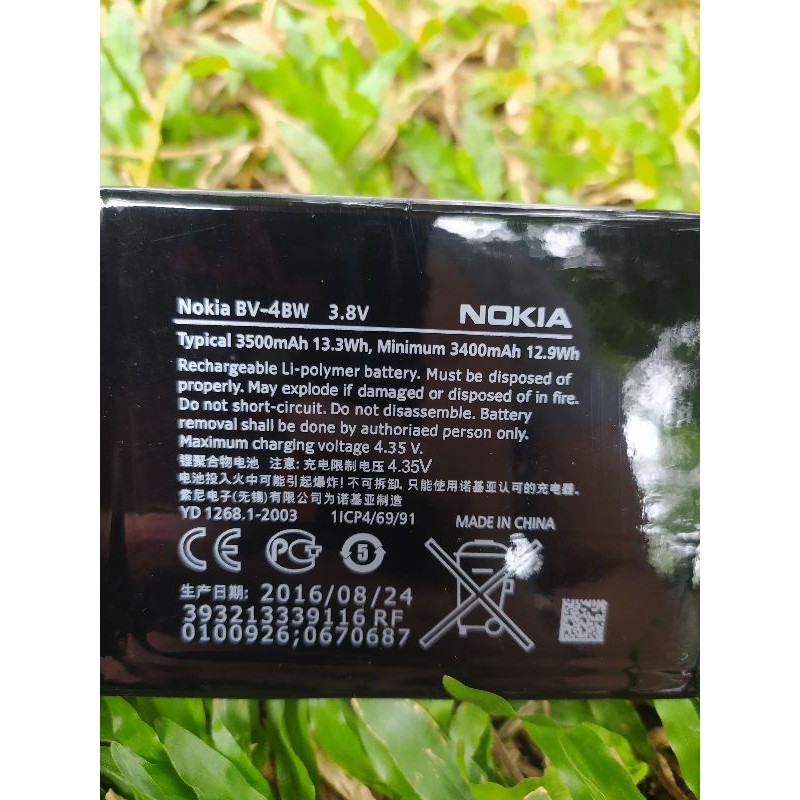 Nokia BV-4BW 3.8V NOKIA
Typical 3500mAh 13.3Wh, Minimum 3400mAh 12.9Wh
Rechargeable Li-polymer battery. Must be disposed of
properly. May explode if damaged or disposed of in fire.
Do not short-circuit. Do not disassemble. Battery
removal shall be done by authoriaed person only.
Maximum charging voltage 4.35 V.
锂聚合物电池 注意: 充电限制电压 4.35V
电池投入火中可能引起爆炸! 不可拆卸, 只能使用诺基亚认可的充电器。
索尼电子(无锡)有限公司为诺基亚制造
YD 1268.1-2003 1ICP4/69/91 MADE IN CHINA
CE PCT 5
生产日期: 2016/08/24
393213339116 RF
0100926;0670687